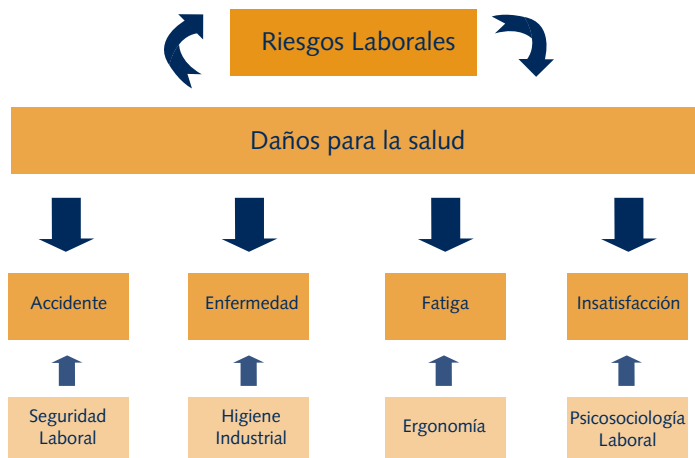 Riesgos Laborales
Daños para la salud
Accidente
Enfermedad
Fatiga
Insatisfacción
Seguridad
Laboral
Higiene
Industrial
Ergonomía
Psicosociología
Laboral